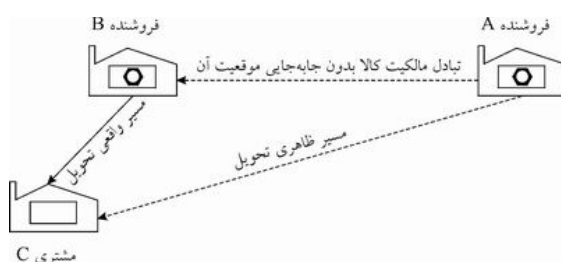 فروشنده A
فروشنده B
تبادل مالکیت کالا بدون جابه‌جایی موقعیت آن
مسیر ظاهری تحویل
مسیر واقعی تحویل
مشتری C